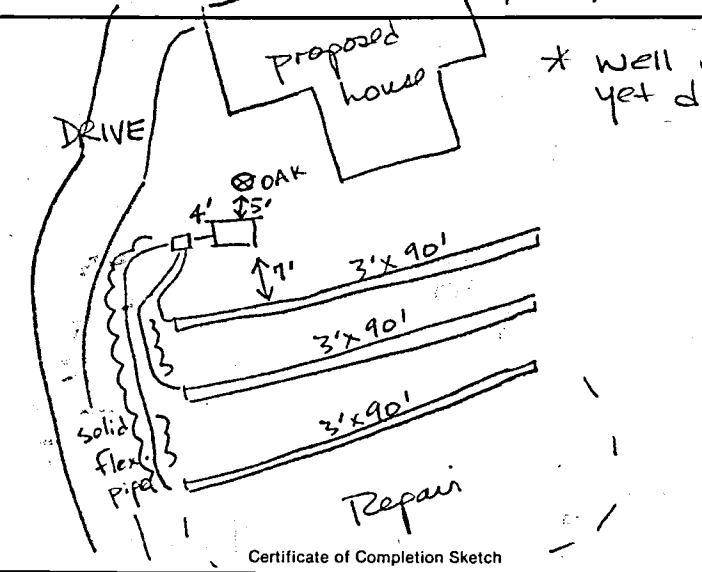 proposed
house
* well
yet d
DRIVE
OAK
4'
5'
7'
3' x 90'
3' x 90'
3' x 90'
solid
flex
pipe
Repair
Certificate of Completion Sketch